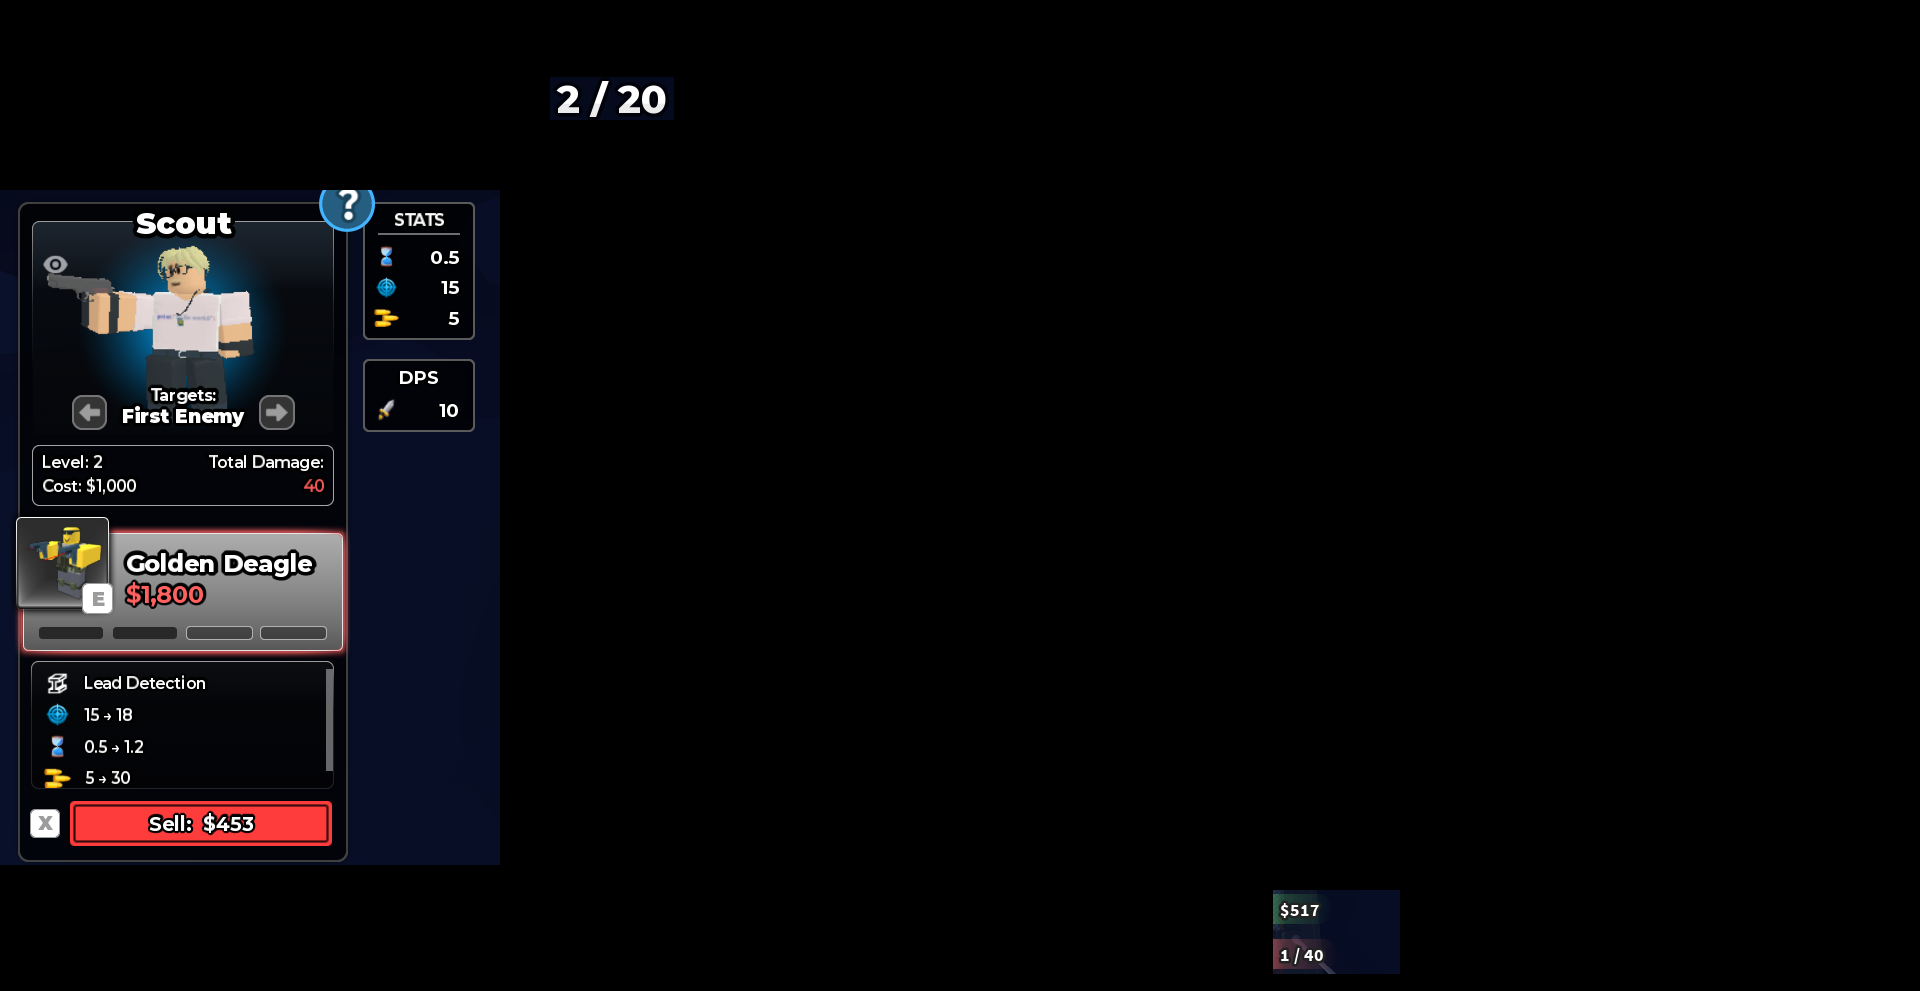 2 / 20
?
Scout
Targets:
First Enemy
Level: 2
Total Damage:
Cost: $1,000
40
Golden Deagle
$1,800
E
Lead Detection
15 → 18
0.5 → 1.2
5 → 30
X
Sell: $453
STATS
0.5
15
5
DPS
10
$517
1 / 40